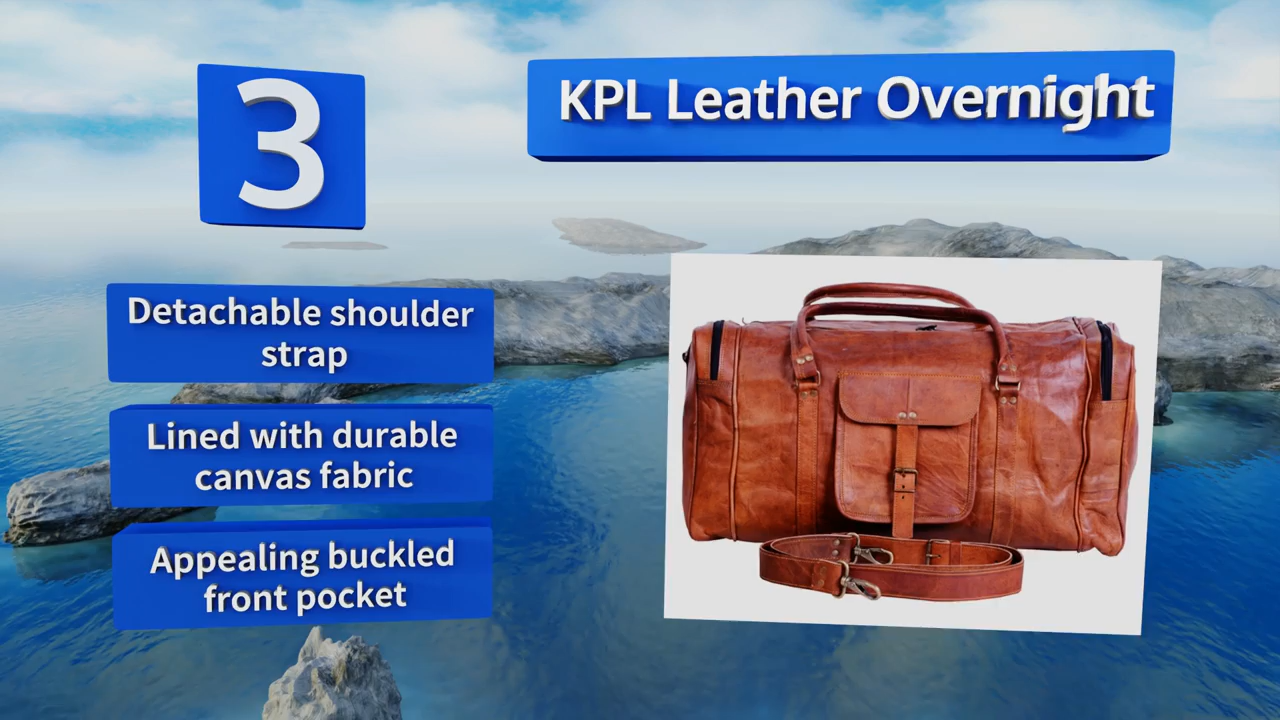 3
KPL Leather Overnight
Detachable shoulder
strap
Lined with durable
canvas fabric
Appealing buckled
front pocket